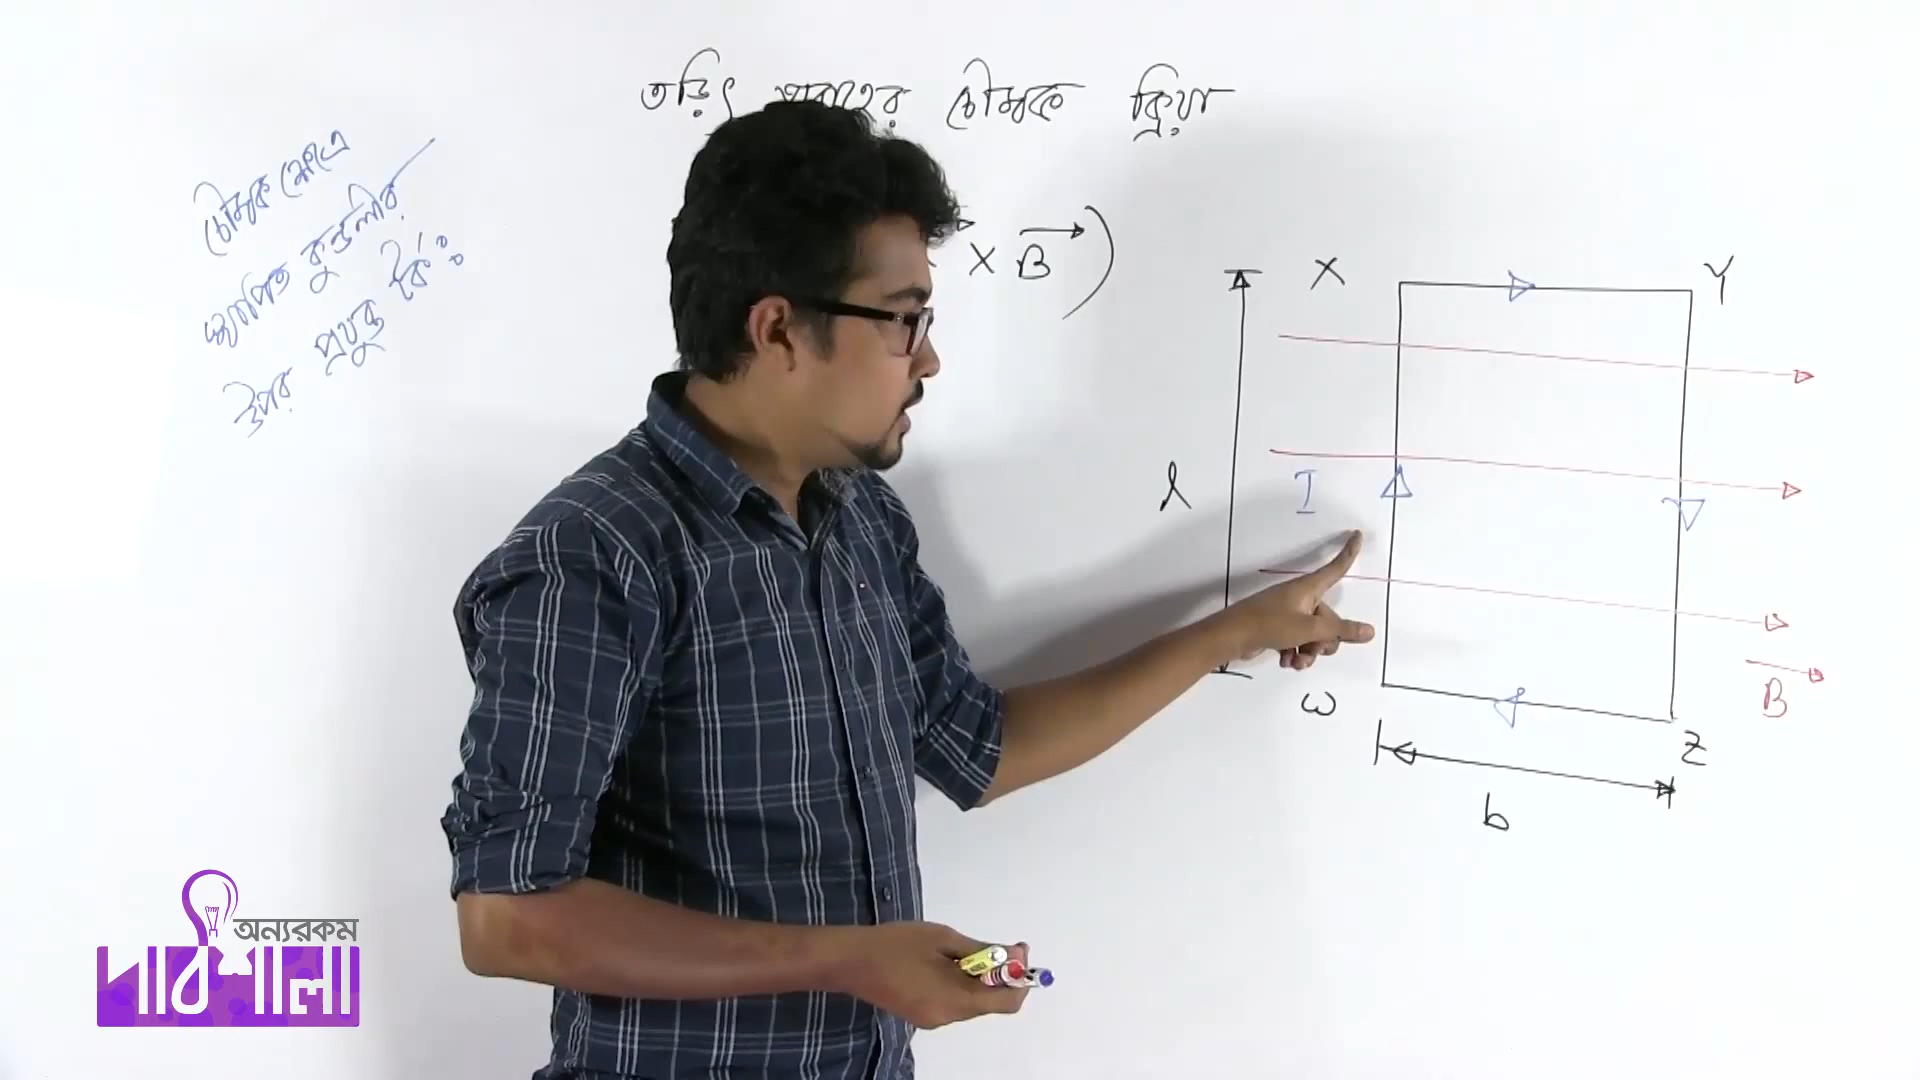 তড়িৎ প্রবাহের চৌম্বক ক্রিয়া
চৌম্বক ক্ষেত্রে
স্থাপিত কুন্ডলীর
উপর প্রযুক্ত টর্ক:
× B )
X
Y
l
I
B
W
Z
b
অন্যরকম
পাঠশালা